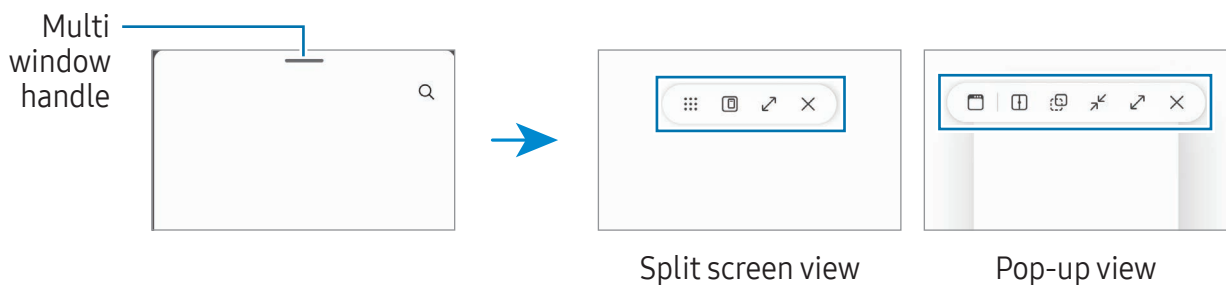 Multi
window
handle
Split screen view
Pop-up view